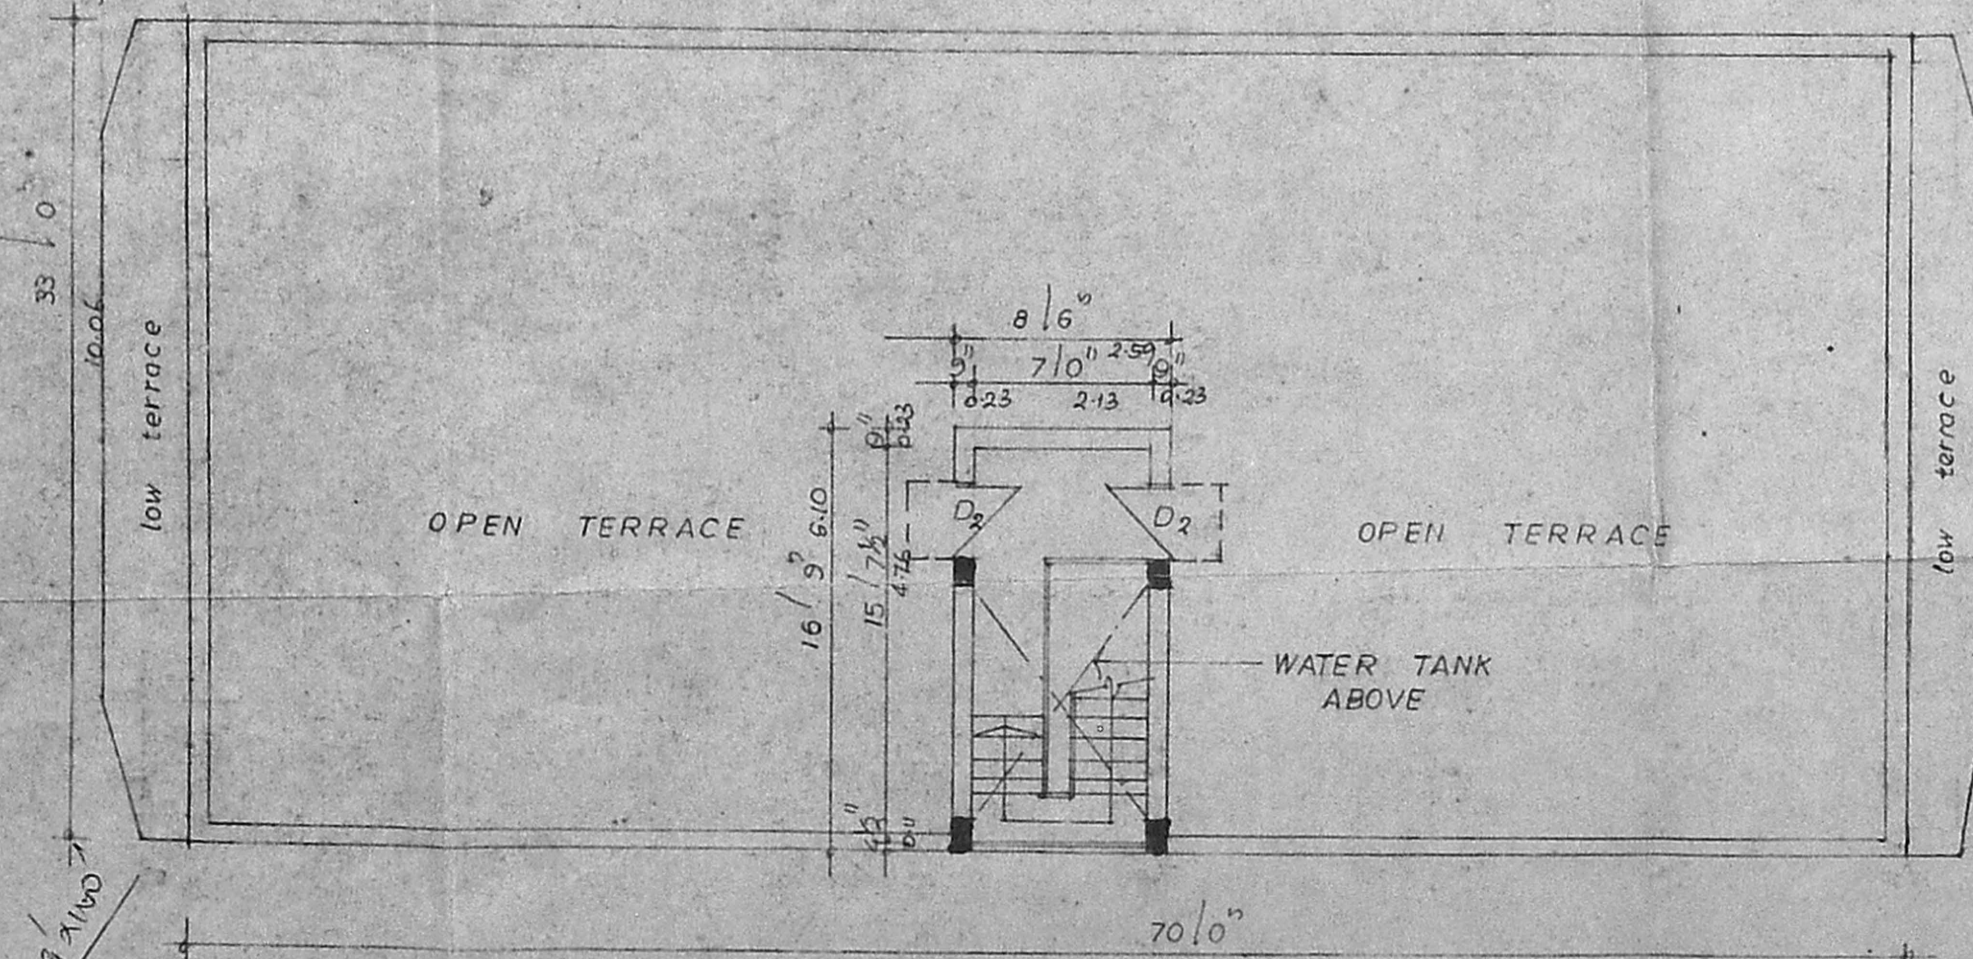 33/0"
10.06
low terrace
8/6"
2.59
9"
7/0"
9"
0.23
2.13
0.23
9"
0.23
16/9"
6.10
15/7½"
4.76
4½"
0.11
D2
D2
OPEN TERRACE
OPEN TERRACE
WATER TANK
ABOVE
low terrace
70/0"